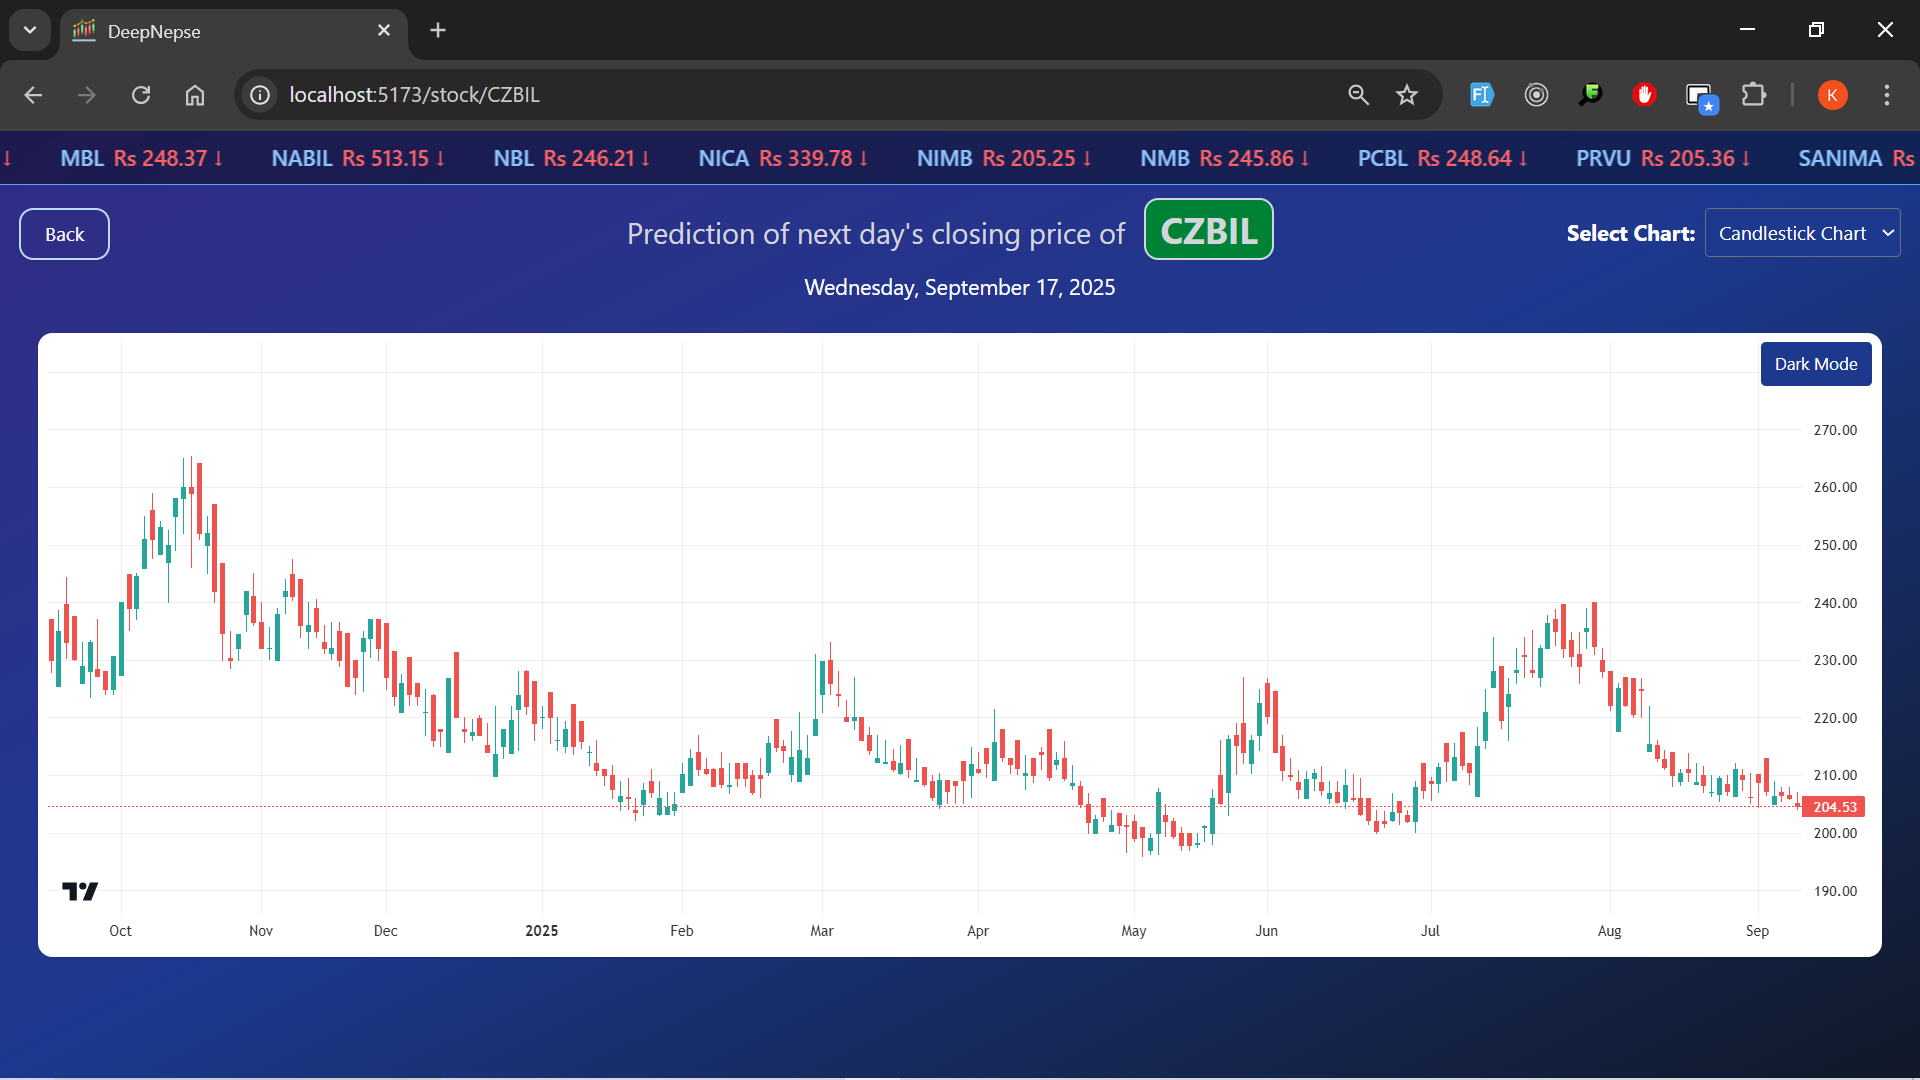 DeepNepse
localhost:5173/stock/CZBIL
K
↓ MBL Rs 248.37 ↓ NABIL Rs 513.15 ↓ NBL Rs 246.21 ↓ NICA Rs 339.78 ↓ NIMB Rs 205.25 ↓ NMB Rs 245.86 ↓ PCBL Rs 248.64 ↓ PRVU Rs 205.36 ↓ SANIMA Rs
Back
Prediction of next day's closing price of CZBIL
Select Chart: Candlestick Chart
Wednesday, September 17, 2025
Dark Mode
270.00
260.00
250.00
240.00
230.00
220.00
210.00
204.53
200.00
190.00
Oct Nov Dec 2025 Feb Mar Apr May Jun Jul Aug Sep